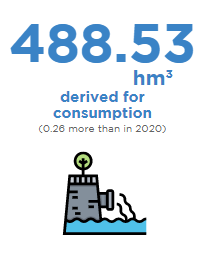 488.53
hm³
derived for
consumption
(0.26 more than in 2020)